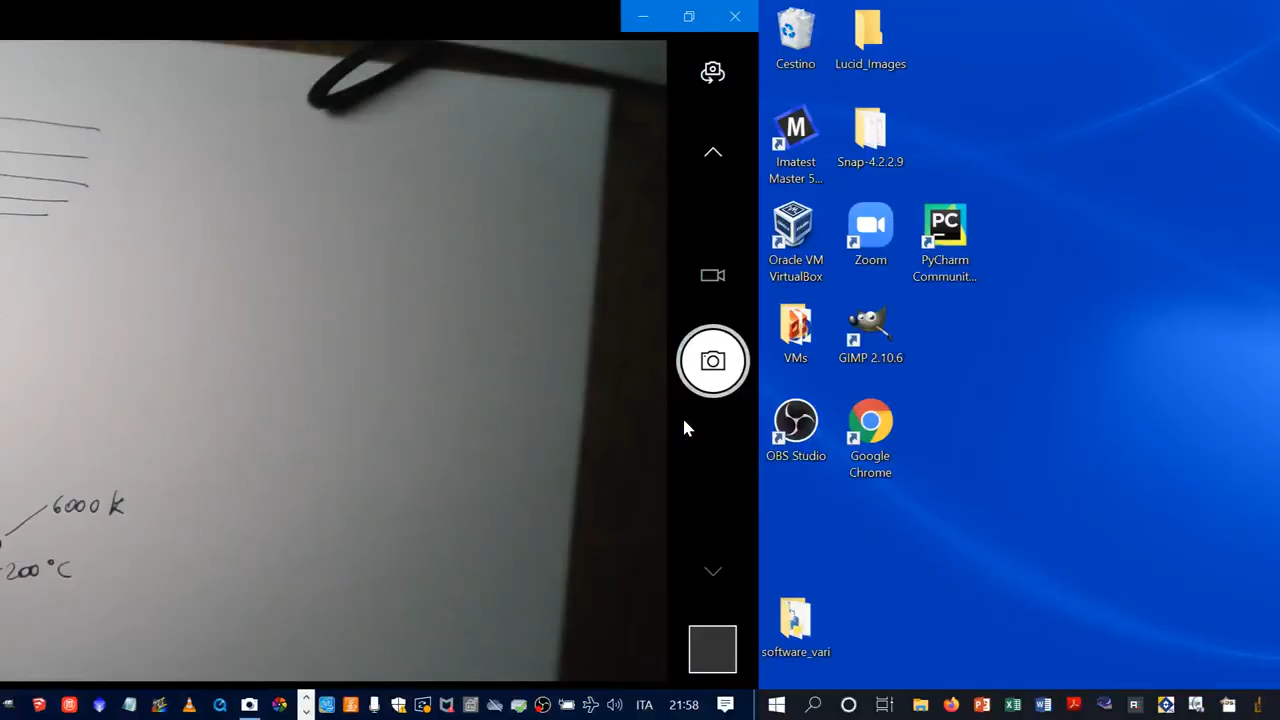 6000 K
200 °C
Cestino
Lucid_Images
M
Imatest
Master 5...
Snap-4.2.2.9
PC
Oracle VM
VirtualBox
Zoom
PyCharm
Communit...
VMs
GIMP 2.10.6
OBS Studio
Google
Chrome
software_vari
ITA
21:58